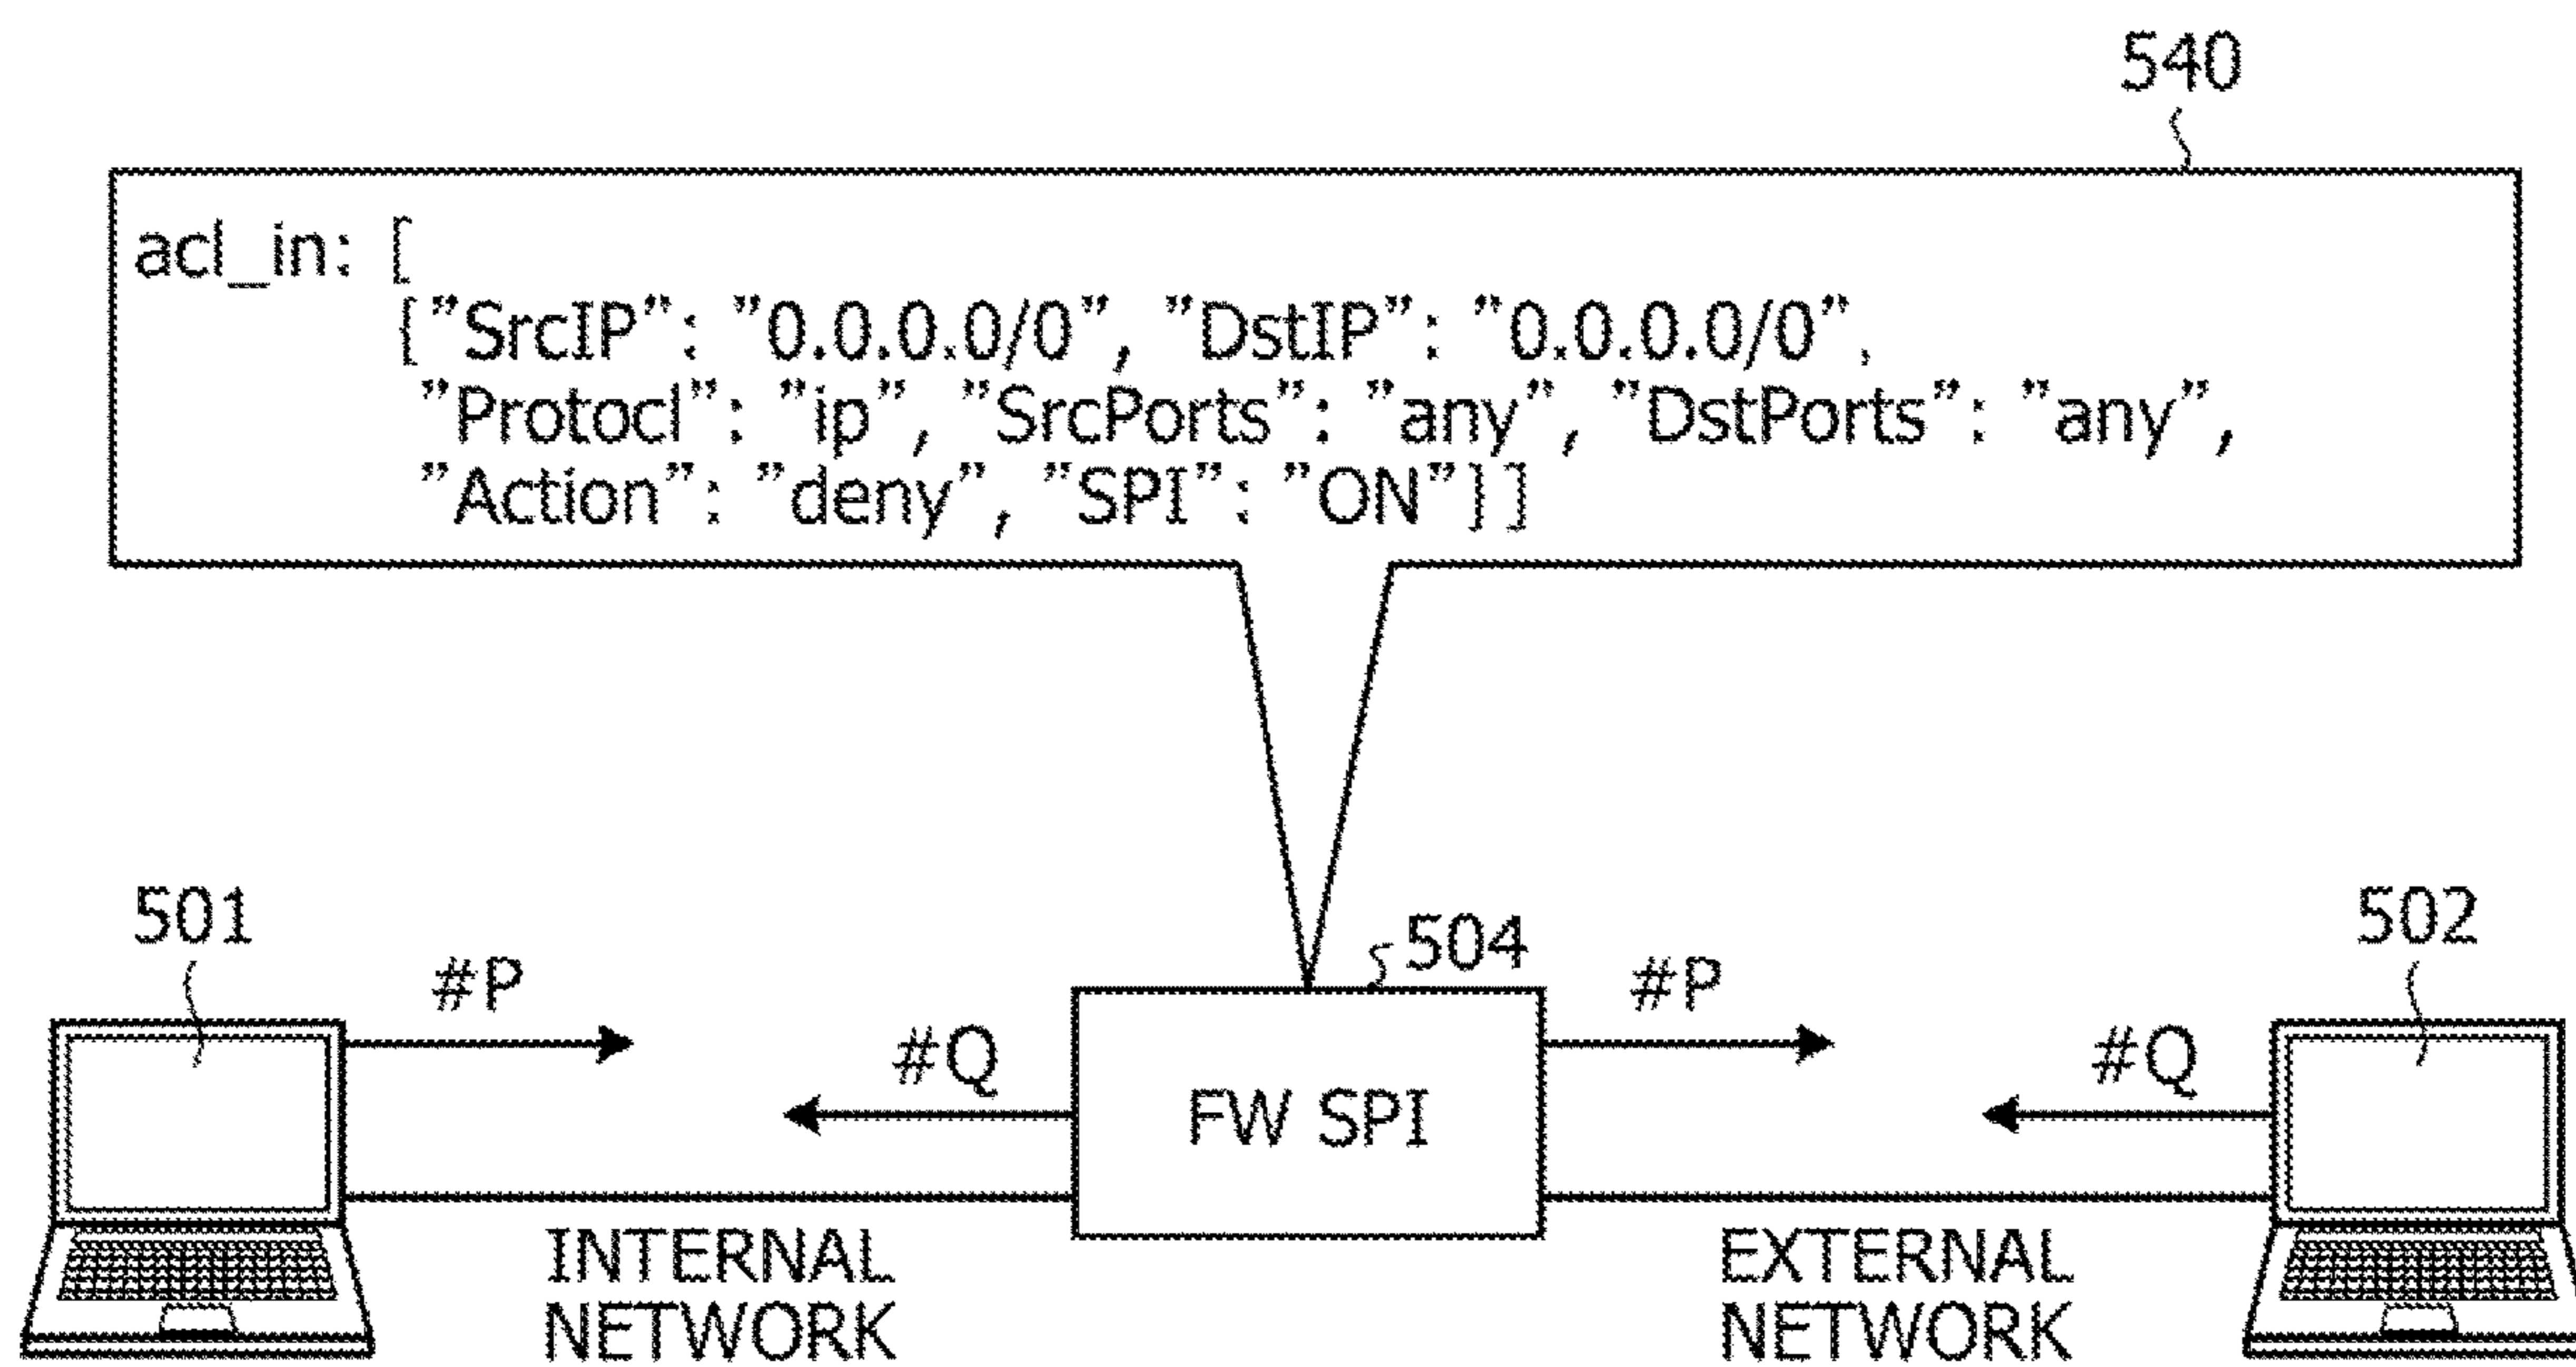 540
acl_in: [
{"SrcIP": "0.0.0.0/0", "DstIP": "0.0.0.0/0",
"Protocl": "ip", "SrcPorts": "any", "DstPorts": "any",
"Action": "deny", "SPI": "ON"}]
501
#P
#Q
504
FW SPI
#P
502
#Q
INTERNAL
NETWORK
EXTERNAL
NETWORK